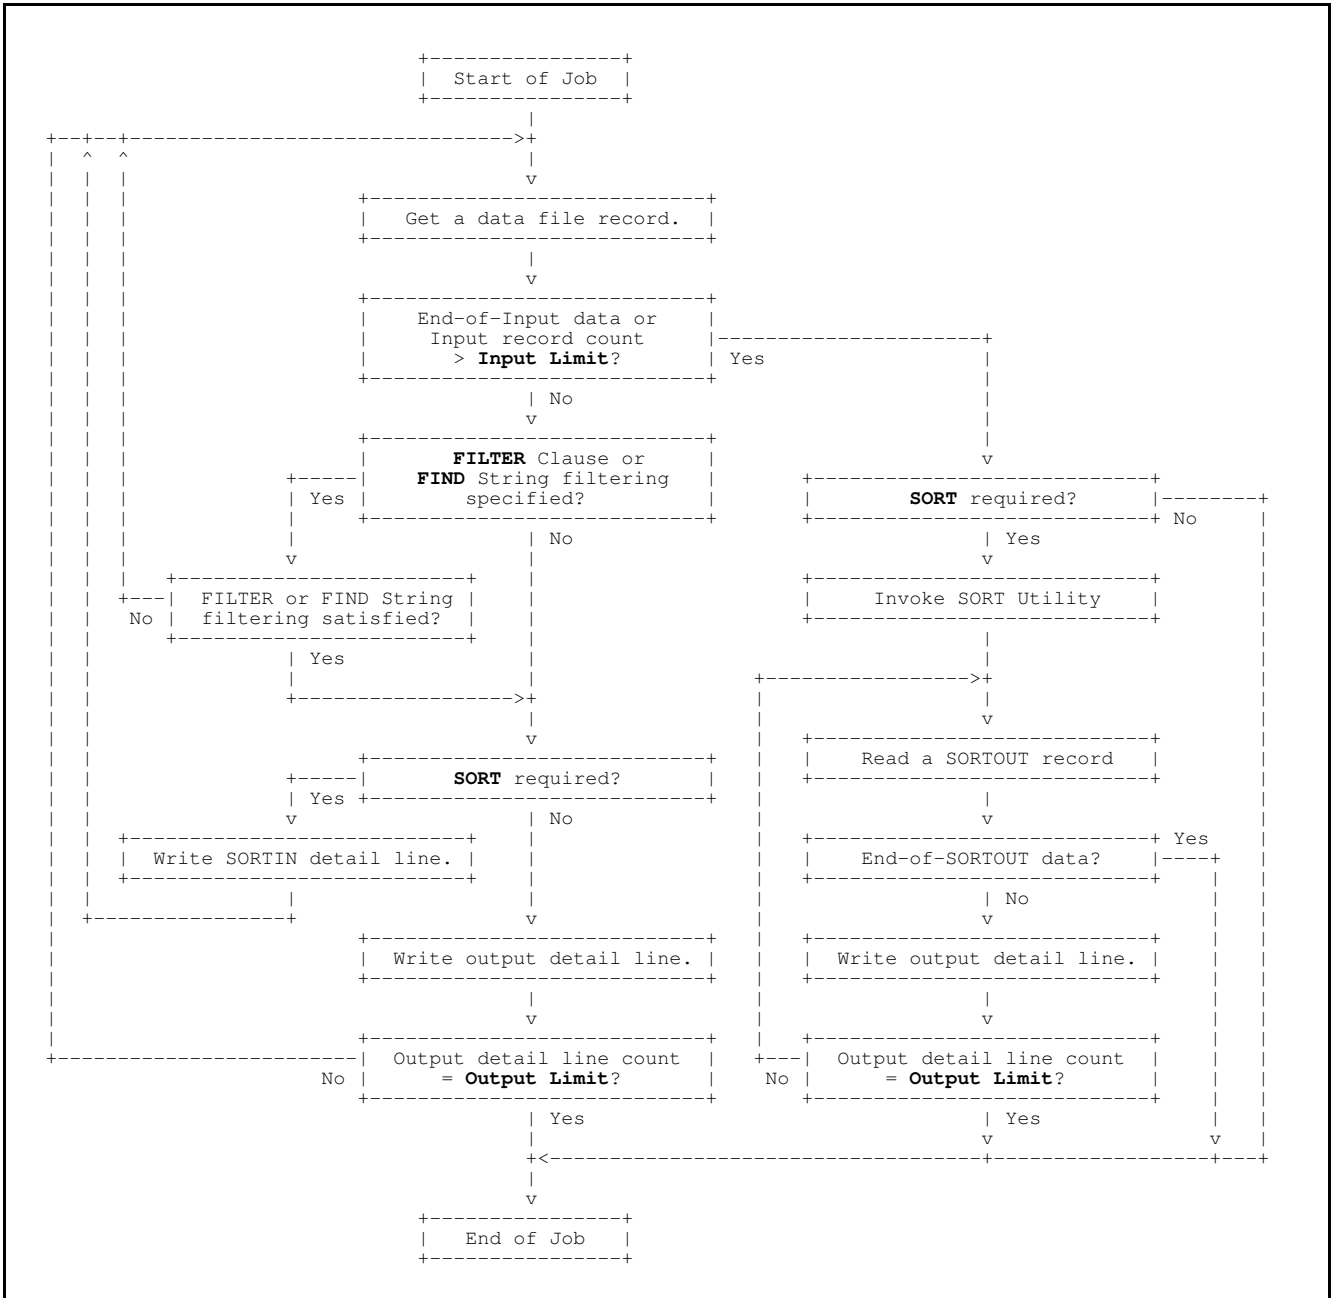 Start of Job
Get a data file record.
End-of-Input data or
Input record count
> Input Limit?
Yes
No
FILTER Clause or
FIND String filtering
specified?
Yes
No
SORT required?
No
Yes
FILTER or FIND String
filtering satisfied?
No
Yes
Invoke SORT Utility
SORT required?
Yes
No
Read a SORTOUT record
Write SORTIN detail line.
End-of-SORTOUT data?
Yes
No
Write output detail line.
Write output detail line.
Output detail line count
= Output Limit?
No
Yes
Output detail line count
= Output Limit?
No
Yes
End of Job